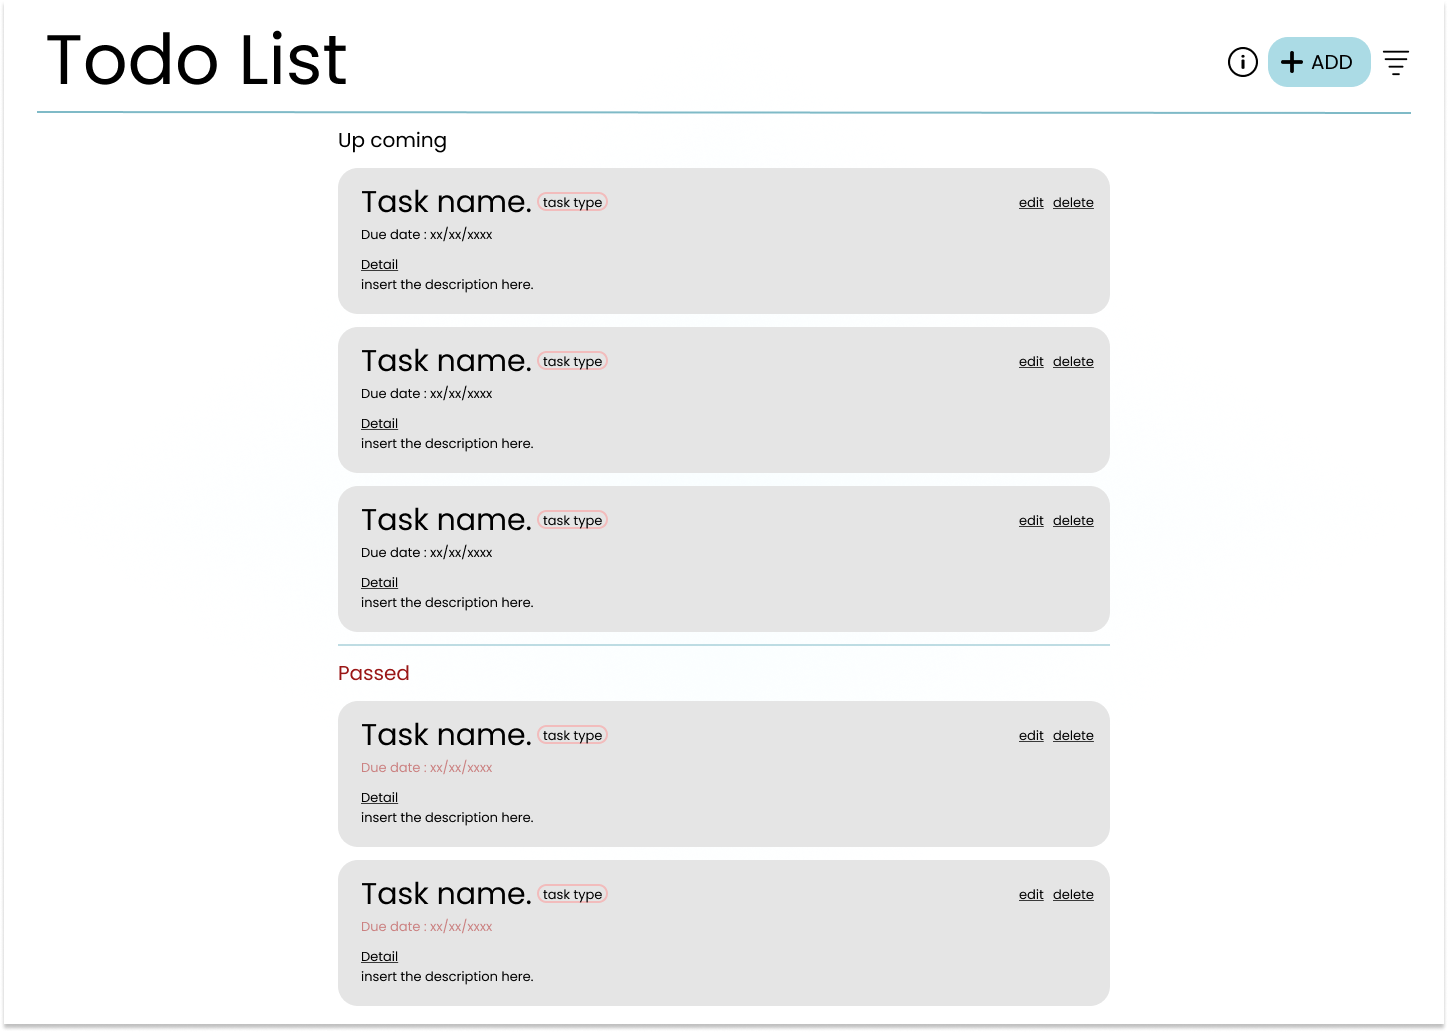 Todo List
ADD
Up coming
Task name. task type edit delete
Due date : xx/xx/xxxx
Detail
insert the description here.
Task name. task type edit delete
Due date : xx/xx/xxxx
Detail
insert the description here.
Task name. task type edit delete
Due date : xx/xx/xxxx
Detail
insert the description here.
Passed
Task name. task type edit delete
Due date : xx/xx/xxxx
Detail
insert the description here.
Task name. task type edit delete
Due date : xx/xx/xxxx
Detail
insert the description here.